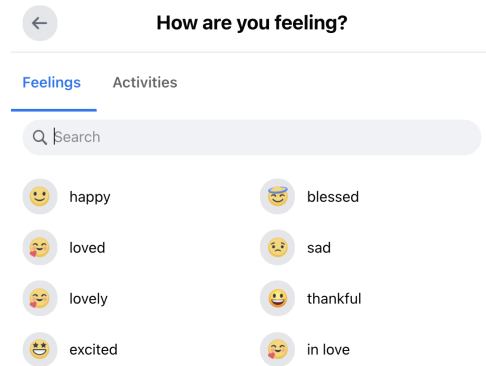 How are you feeling?
Feelings Activities
Search
happy blessed
loved sad
lovely thankful
excited in love